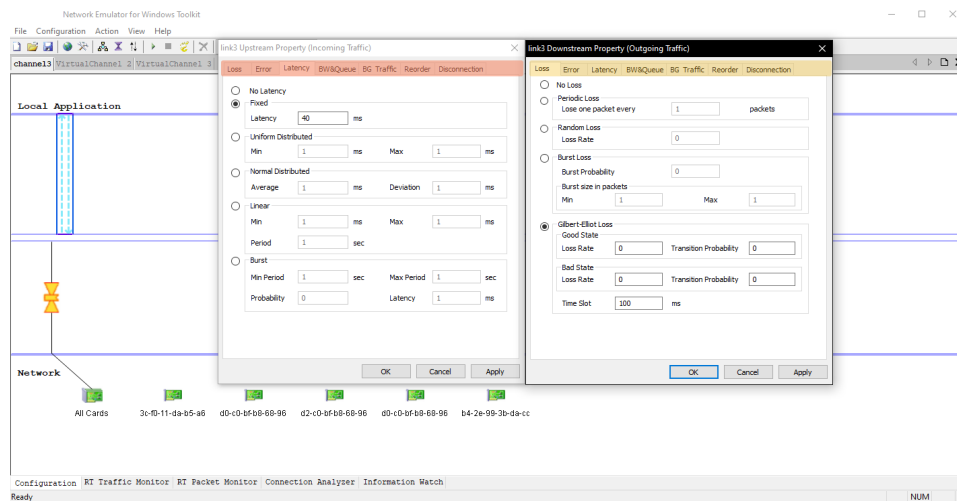 Network Emulator for Windows Toolkit
File Configuration Action View Help
channel3 VirtualChannel 2 VirtualChannel 3
Local Application
link3 Upstream Property (Incoming Traffic)
Loss Error Latency BW&Queue BG Traffic Reorder Disconnection
No Latency
Fixed
Latency 40 ms
Uniform Distributed
Min 1 ms Max 1 ms
Normal Distributed
Average 1 ms Deviation 1 ms
Linear
Min 1 ms Max 1 ms
Period 1 sec
Burst
Min Period 1 sec Max Period 1 sec
Probability 0 Latency 1 ms
OK Cancel Apply
link3 Downstream Property (Outgoing Traffic)
Loss Error Latency BW&Queue BG Traffic Reorder Disconnection
No Loss
Periodic Loss
Lose one packet every 1 packets
Random Loss
Loss Rate 0
Burst Loss
Burst Probability 0
Burst size in packets
Min 1 Max 1
Gilbert-Elliot Loss
Good State
Loss Rate 0 Transition Probability 0
Bad State
Loss Rate 0 Transition Probability 0
Time Slot 100 ms
OK Cancel Apply
Network
All Cards 3c-f0-11-da-b5-a6 d0-c0-bf-b8-68-96 d2-c0-bf-b8-68-96 d0-c0-bf-b8-68-96 b4-2e-99-3b-da-cc
Configuration RT Traffic Monitor RT Packet Monitor Connection Analyzer Information Watch
Ready NUM